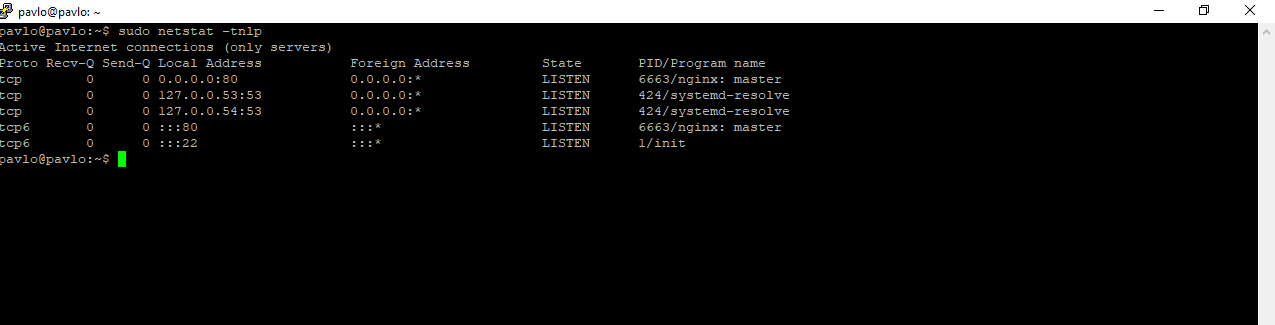 pavlo@pavlo: ~
pavlo@pavlo:~$ sudo netstat -tnlp
Active Internet connections (only servers)
Proto Recv-Q Send-Q Local Address           Foreign Address         State       PID/Program name
tcp        0      0 0.0.0.0:80              0.0.0.0:*               LISTEN      6663/nginx: master
tcp        0      0 127.0.0.53:53           0.0.0.0:*               LISTEN      424/systemd-resolve
tcp        0      0 127.0.0.54:53           0.0.0.0:*               LISTEN      424/systemd-resolve
tcp6       0      0 :::80                   :::*                    LISTEN      6663/nginx: master
tcp6       0      0 :::22                   :::*                    LISTEN      1/init
pavlo@pavlo:~$